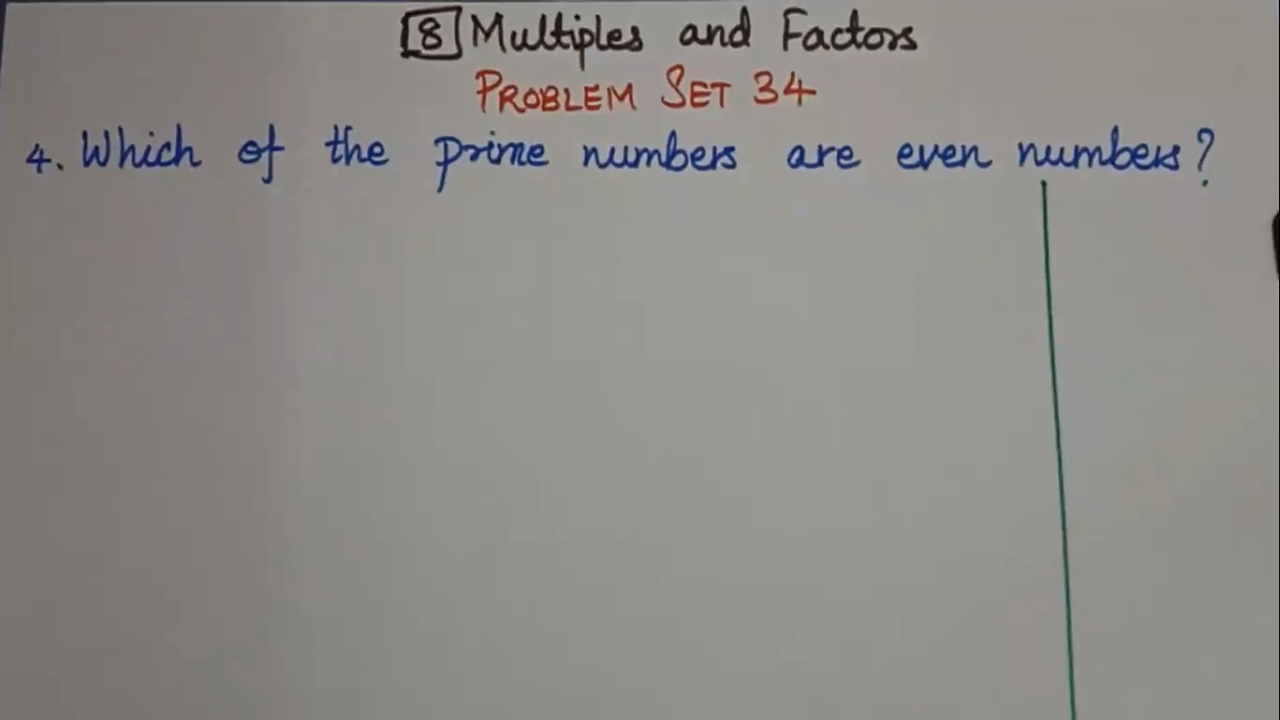 8 Multiples and Factors
PROBLEM SET 34
4. Which of the prime numbers are even numbers?